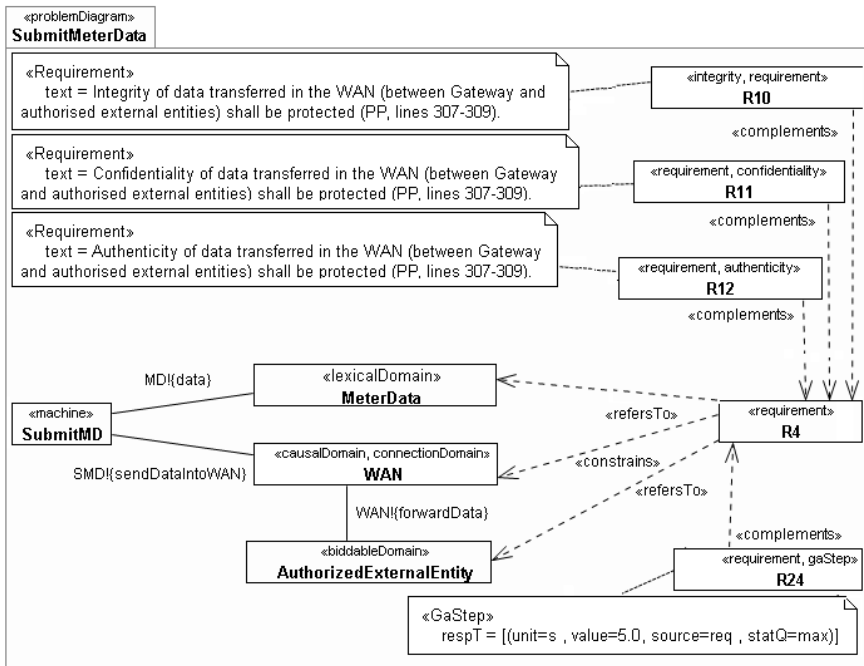 «problemDiagram»
SubmitMeterData
«Requirement»
text = Integrity of data transferred in the WAN (between Gateway and
authorised external entities) shall be protected (PP, lines 307-309).
«integrity, requirement»
R10
«complements»
«Requirement»
text = Confidentiality of data transferred in the WAN (between Gateway
and authorised external entities) shall be protected (PP, lines 307-309).
«requirement, confidentiality»
R11
«complements»
«Requirement»
text = Authenticity of data transferred in the WAN (between Gateway
and authorised external entities) shall be protected (PP, lines 307-309).
«requirement, authenticity»
R12
«complements»
MD!{data}
«lexicalDomain»
MeterData
«machine»
SubmitMD
«refersTo»
«requirement»
R4
SMD!{sendDataIntoWAN}
«causalDomain, connectionDomain»
WAN
«constrains»
«refersTo»
WAN!{forwardData}
«complements»
«biddableDomain»
AuthorizedExternalEntity
«requirement, gaStep»
R24
«GaStep»
respT = [(unit=s , value=5.0, source=req , statQ=max)]